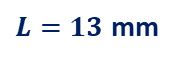 L = 13 mm